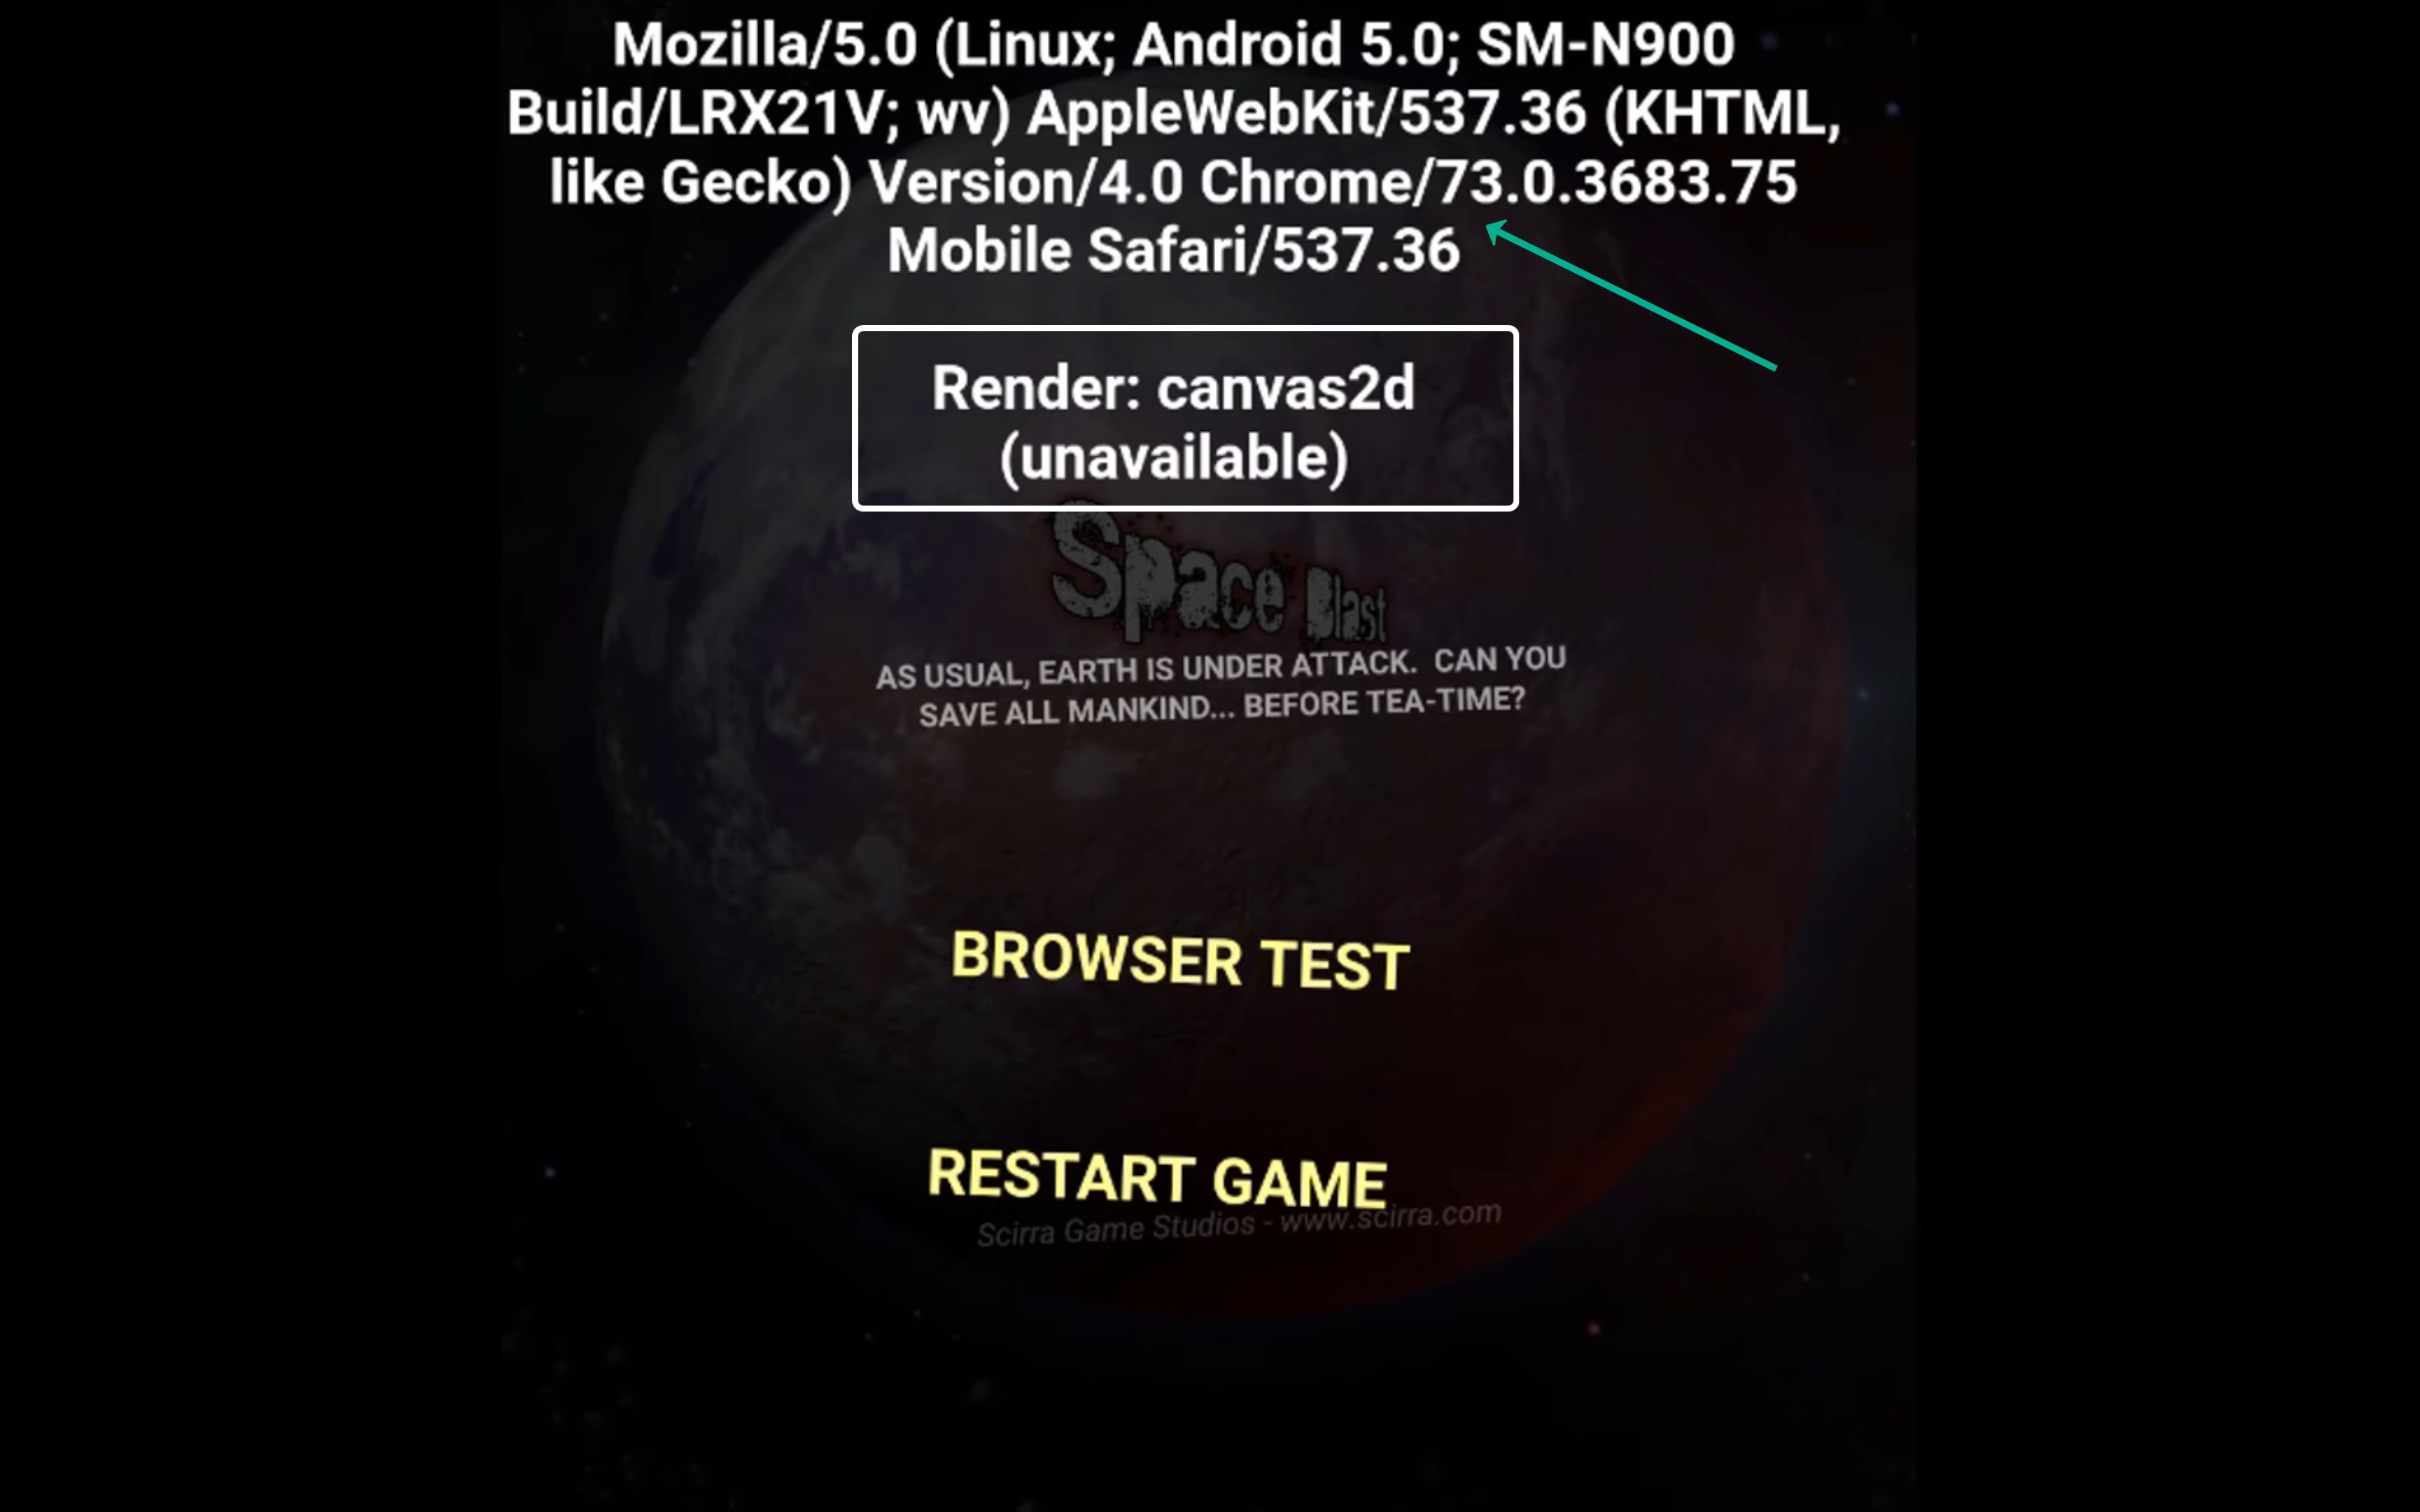 Mozilla/5.0 (Linux; Android 5.0; SM-N900
Build/LRX21V; wv) AppleWebKit/537.36 (KHTML,
like Gecko) Version/4.0 Chrome/73.0.3683.75
Mobile Safari/537.36
Render: canvas2d
(unavailable)
Space Blast
AS USUAL, EARTH IS UNDER ATTACK. CAN YOU
SAVE ALL MANKIND... BEFORE TEA-TIME?
BROWSER TEST
RESTART GAME
Scirra Game Studios - www.scirra.com